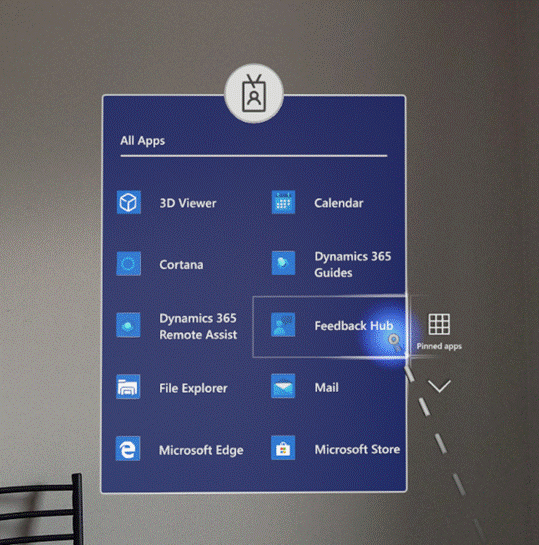 All Apps
3D Viewer
Calendar
Cortana
Dynamics 365
Guides
Dynamics 365
Remote Assist
Feedback Hub
Pinned apps
File Explorer
Mail
Microsoft Edge
Microsoft Store